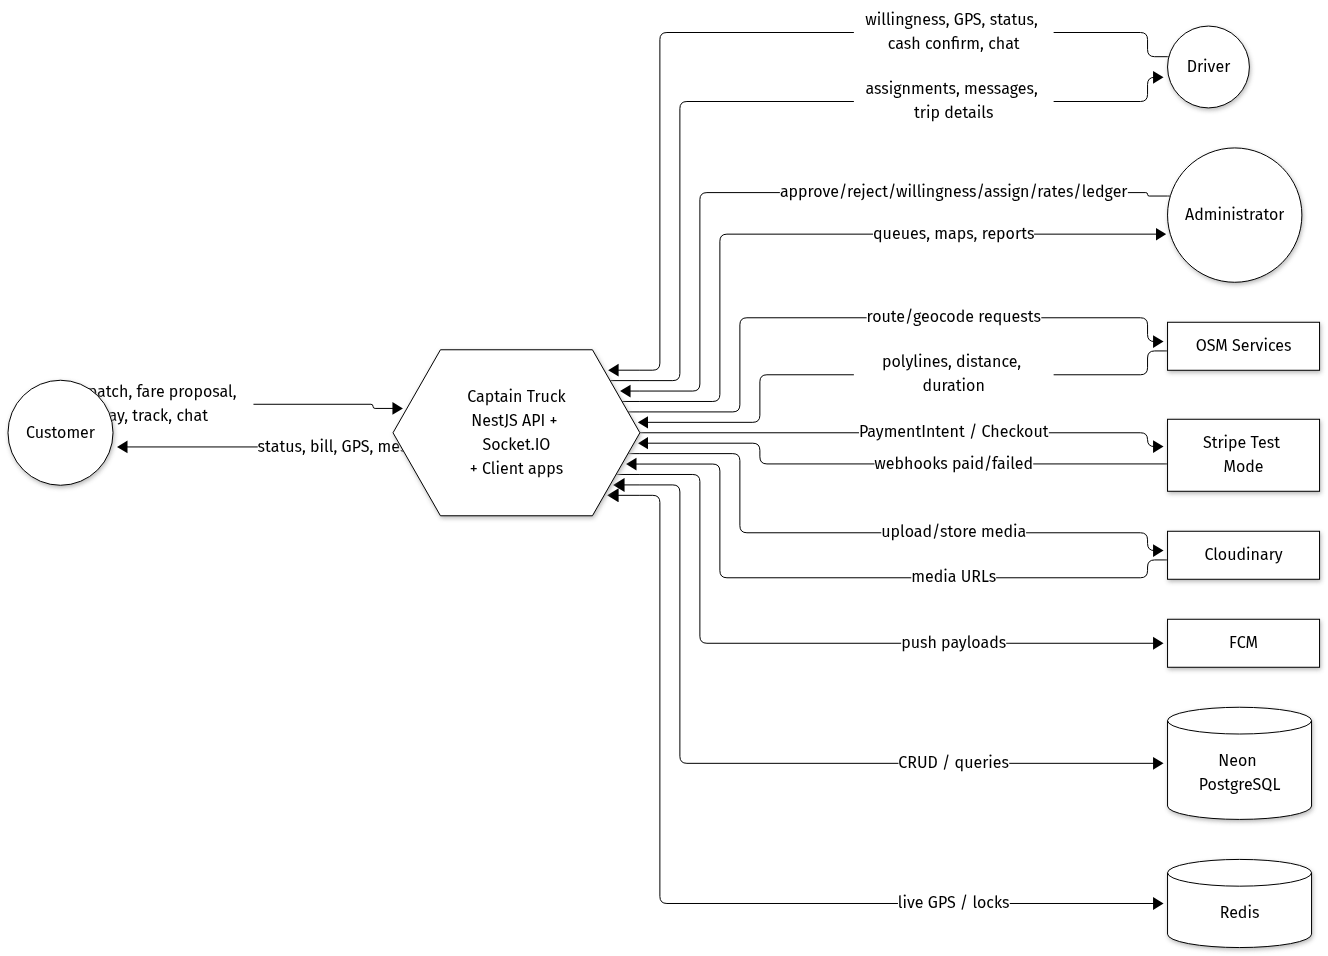 willingness, GPS, status,
cash confirm, chat
Driver
assignments, messages,
trip details
approve/reject/willingness/assign/rates/ledger
Administrator
queues, maps, reports
route/geocode requests
OSM Services
polylines, distance,
duration
fare proposal,
track, chat
Customer
status, bill, GPS,
Captain Truck
NestJS API +
Socket.IO
+ Client apps
PaymentIntent / Checkout
Stripe Test
Mode
webhooks paid/failed
upload/store media
Cloudinary
media URLs
push payloads
FCM
CRUD / queries
Neon
PostgreSQL
live GPS / locks
Redis